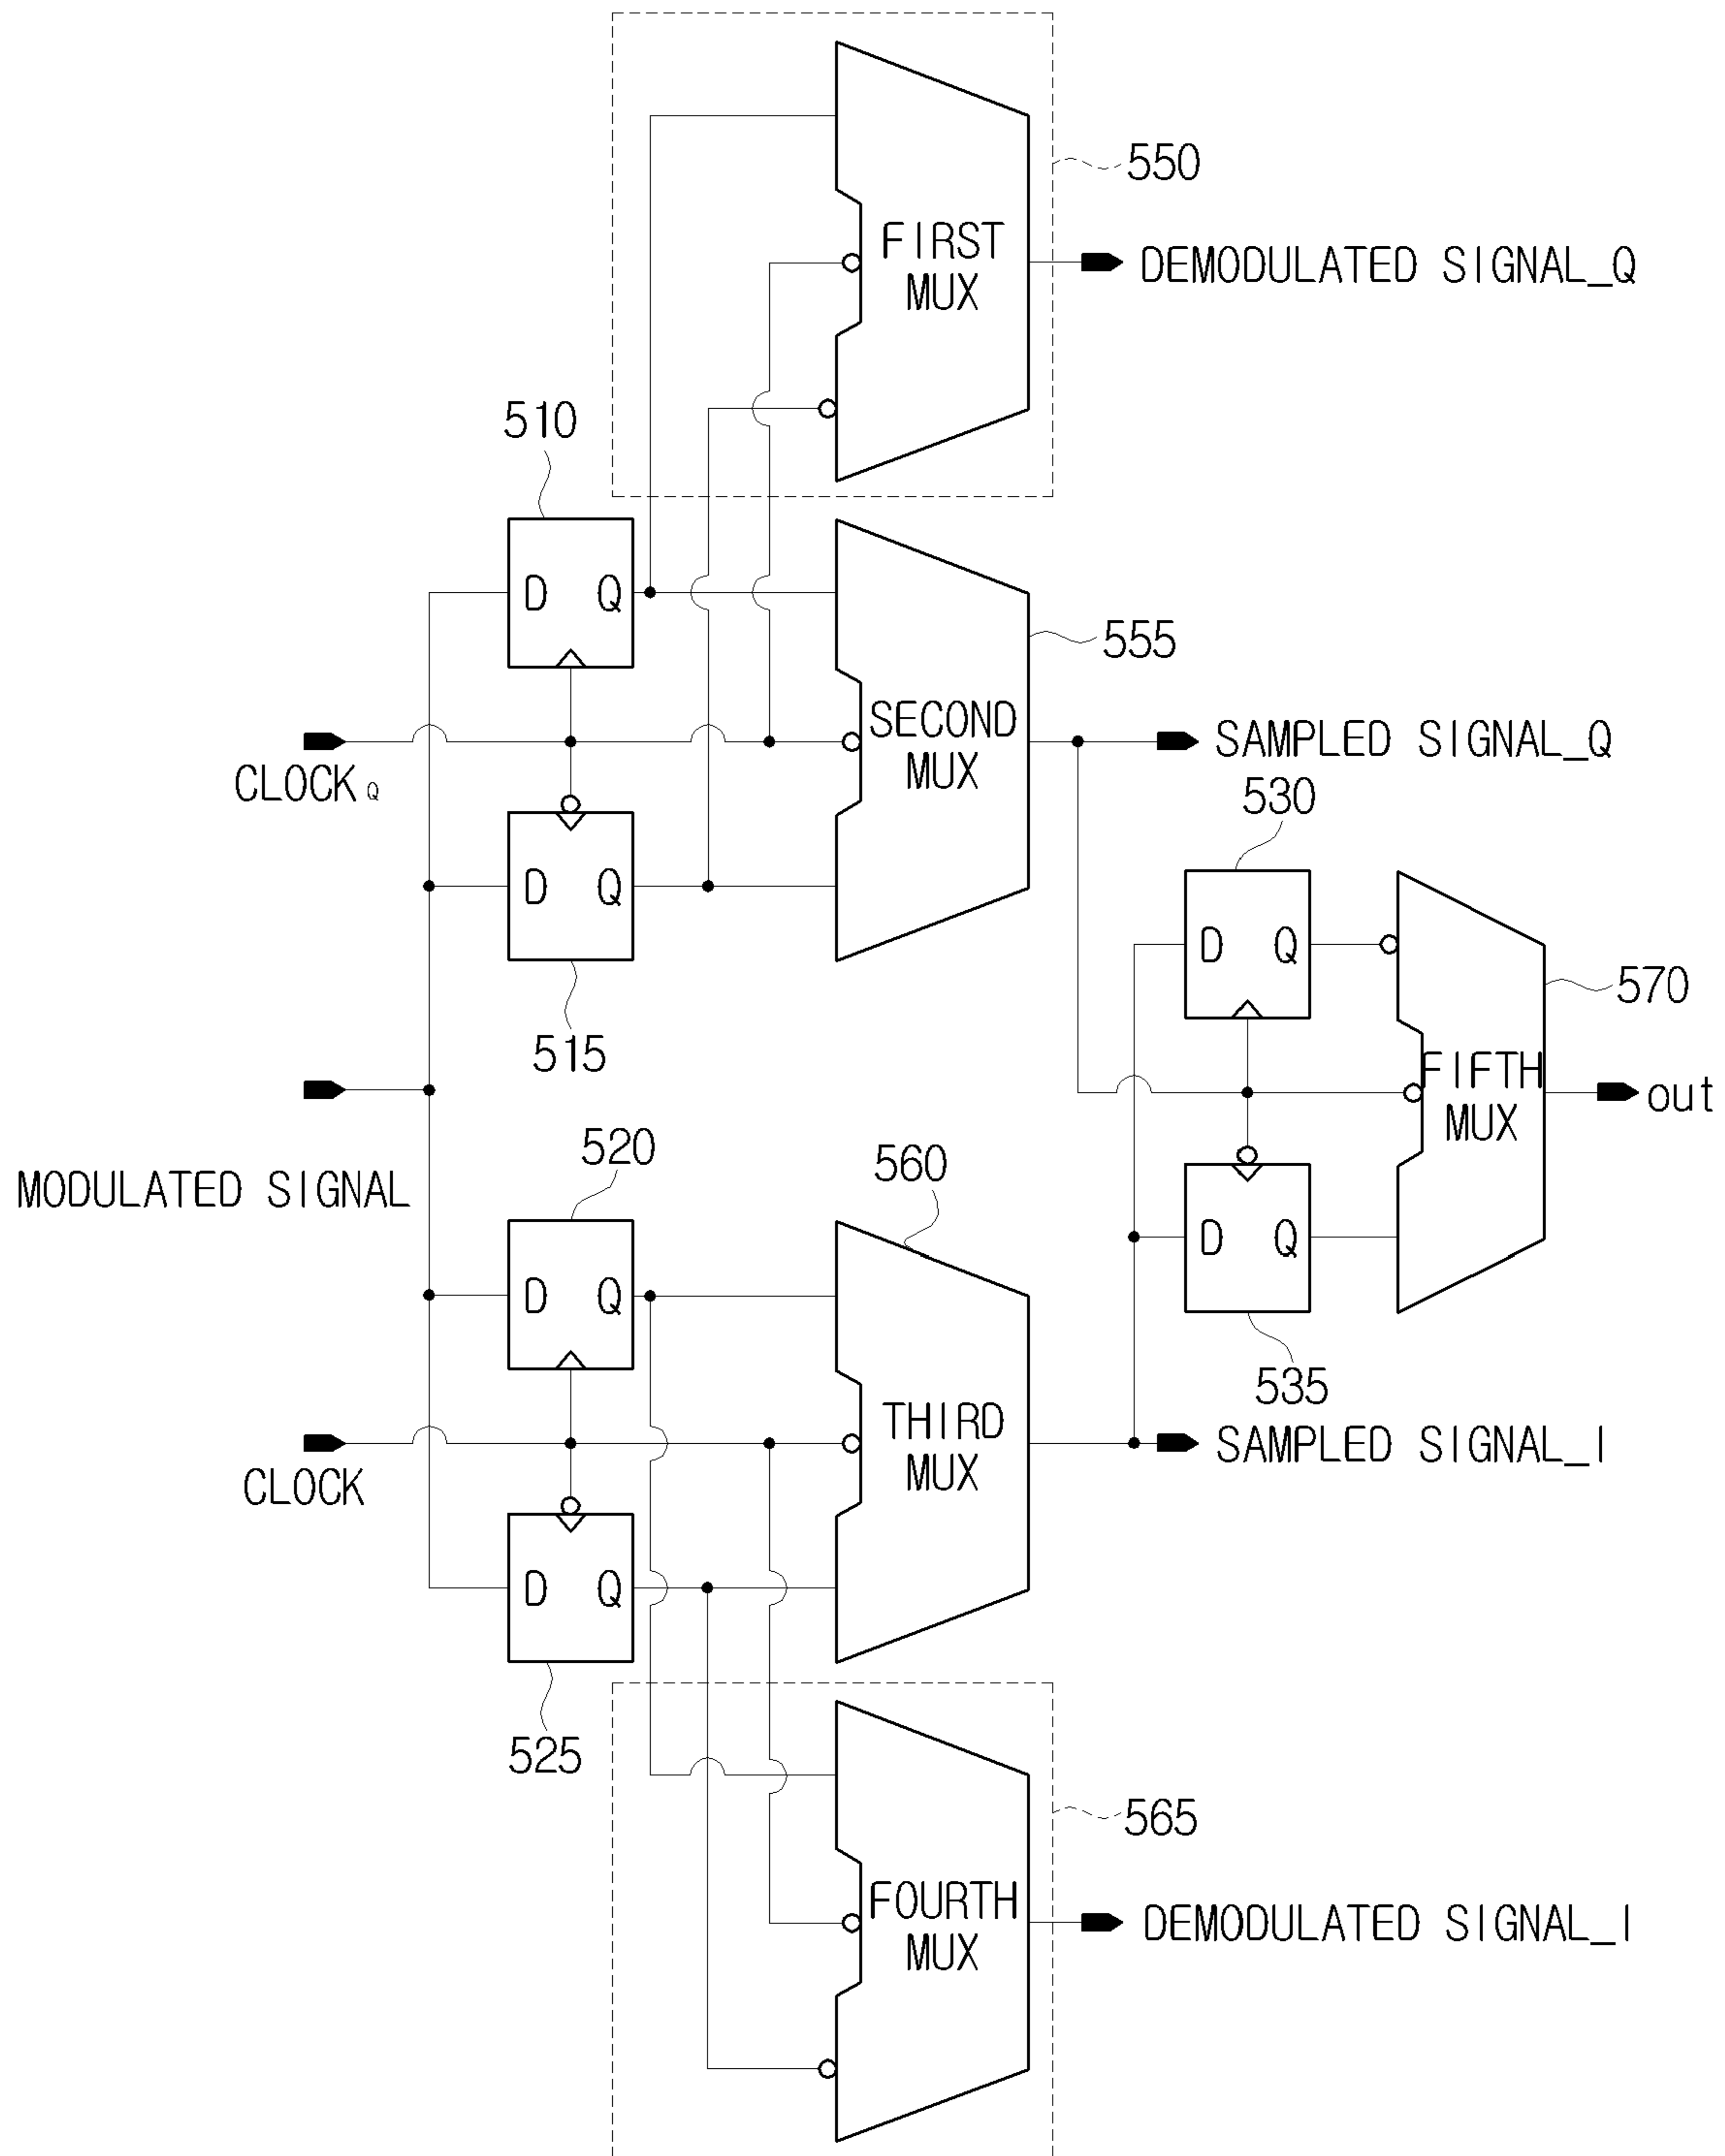 550
FIRST
MUX
DEMODULATED SIGNAL_Q
510
D Q
555
SECOND
MUX
SAMPLED SIGNAL_Q
CLOCK Q
D Q
515
530
D Q
570
FIFTH
MUX
out
MODULATED SIGNAL
520
560
D Q
D Q
535
THIRD
MUX
SAMPLED SIGNAL_I
CLOCK
D Q
525
565
FOURTH
MUX
DEMODULATED SIGNAL_I